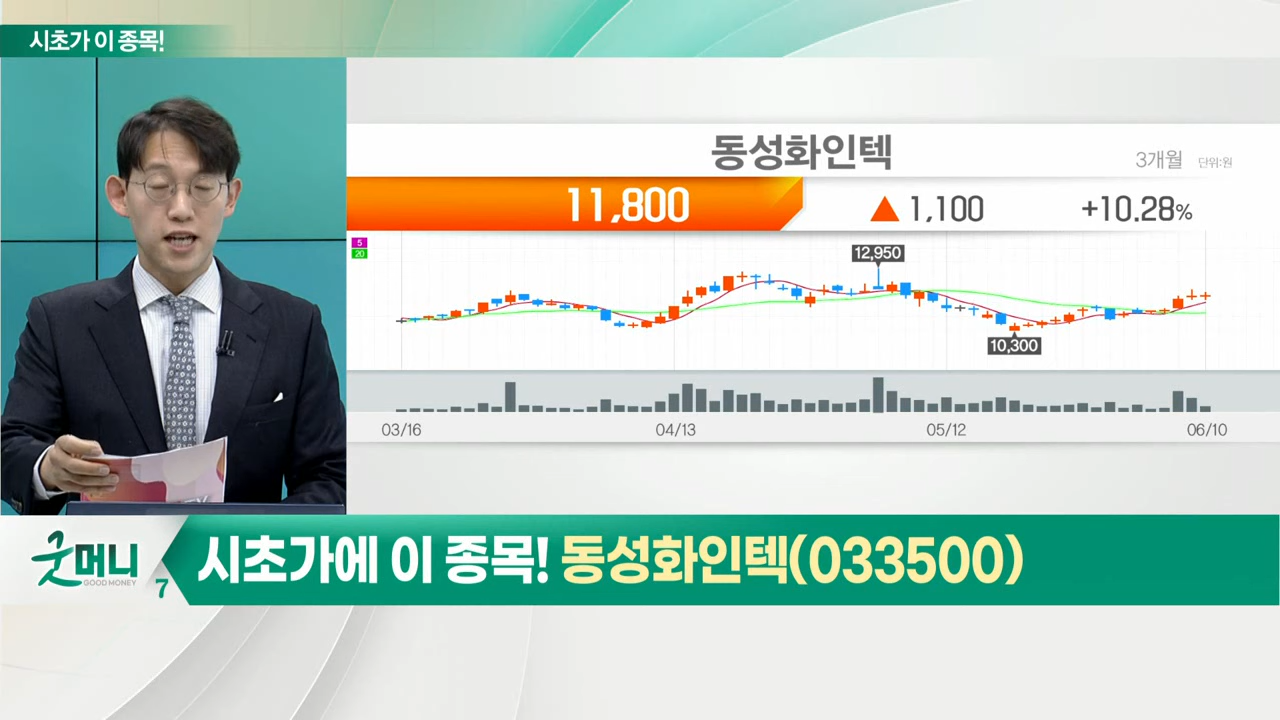 시초가 이 종목!
동성화인텍
3개월 단위:원
11,800 ▲ 1,100 +10.28%
5
20
12,950
10,300
03/16 04/13 05/12 06/10
굿머니
GOOD MONEY
7
시초가에 이 종목! 동성화인텍(033500)